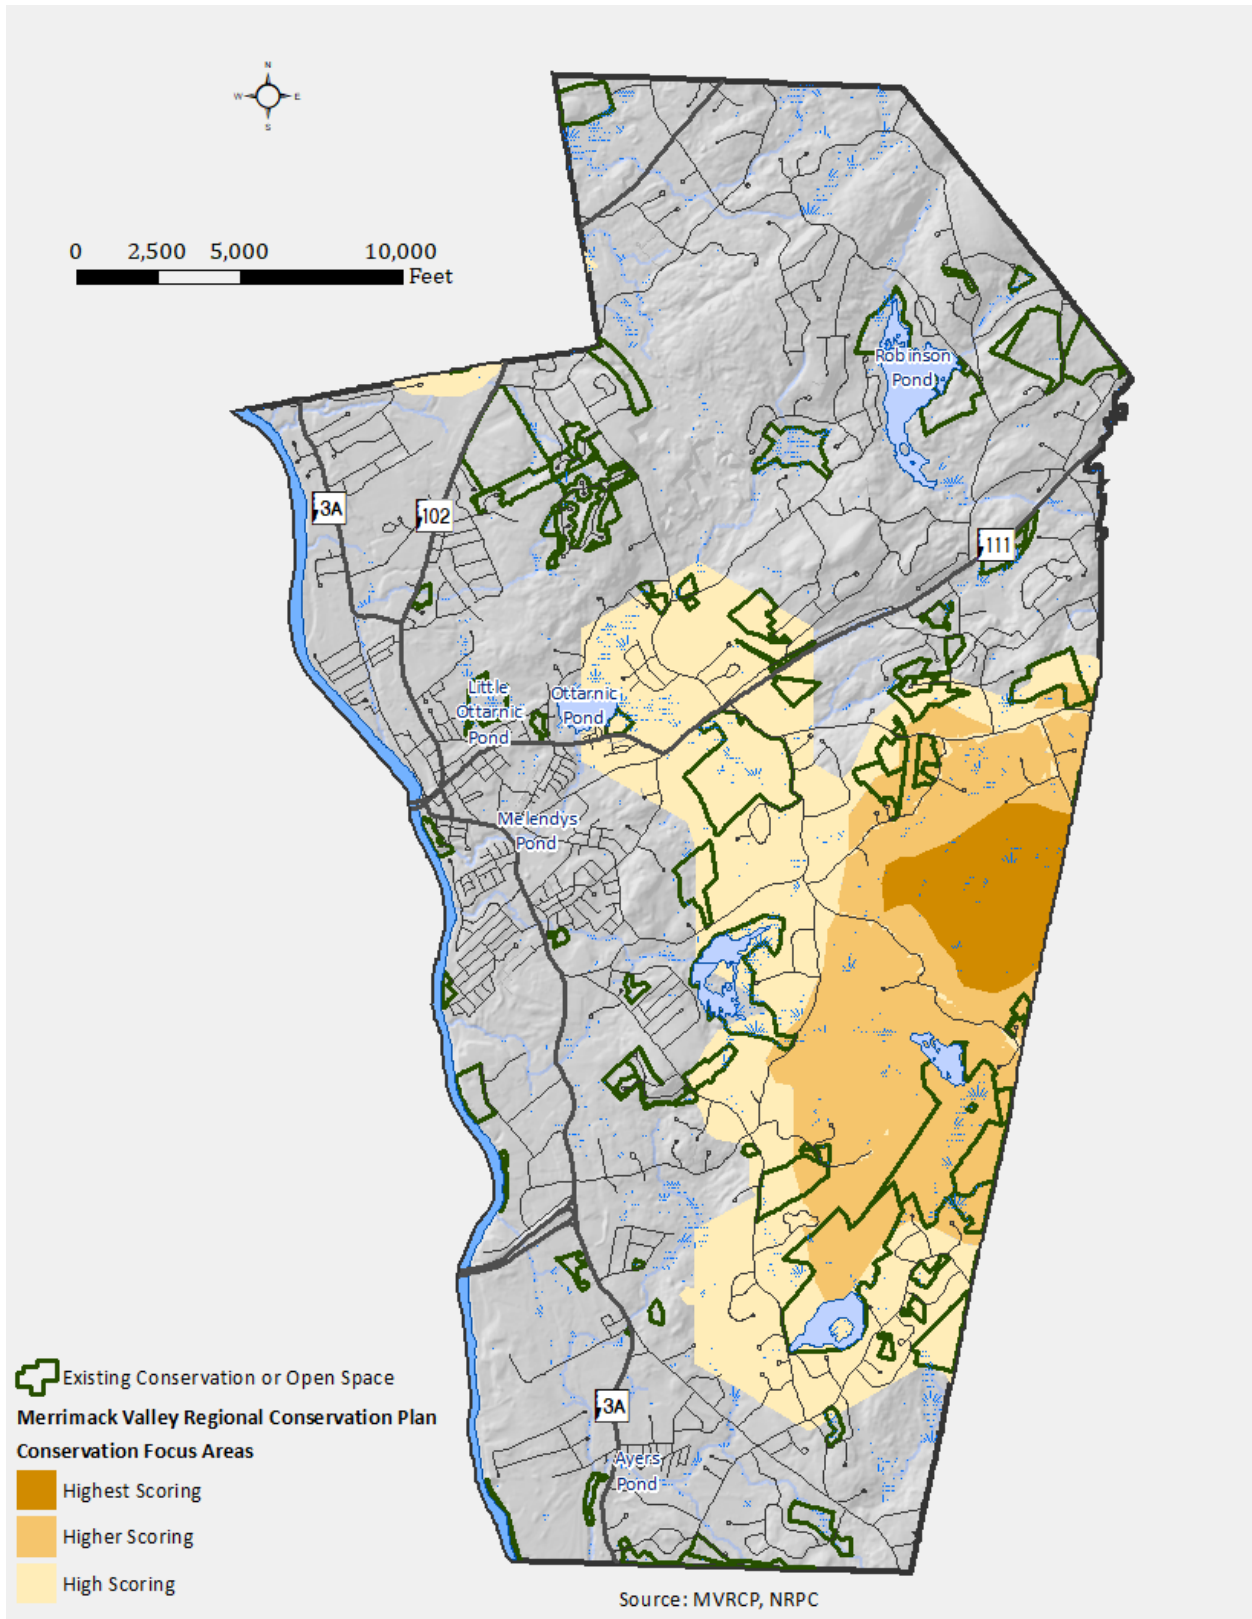 N
W E
S
0 2,500 5,000 10,000
Feet
Robinson
Pond
3A
102
111
Little
Ottarnic
Pond
Ottarnic
Pond
Melendys
Pond
3A
Ayers
Pond
Existing Conservation or Open Space
Merrimack Valley Regional Conservation Plan
Conservation Focus Areas
Highest Scoring
Higher Scoring
High Scoring
Source: MVRCP, NRPC